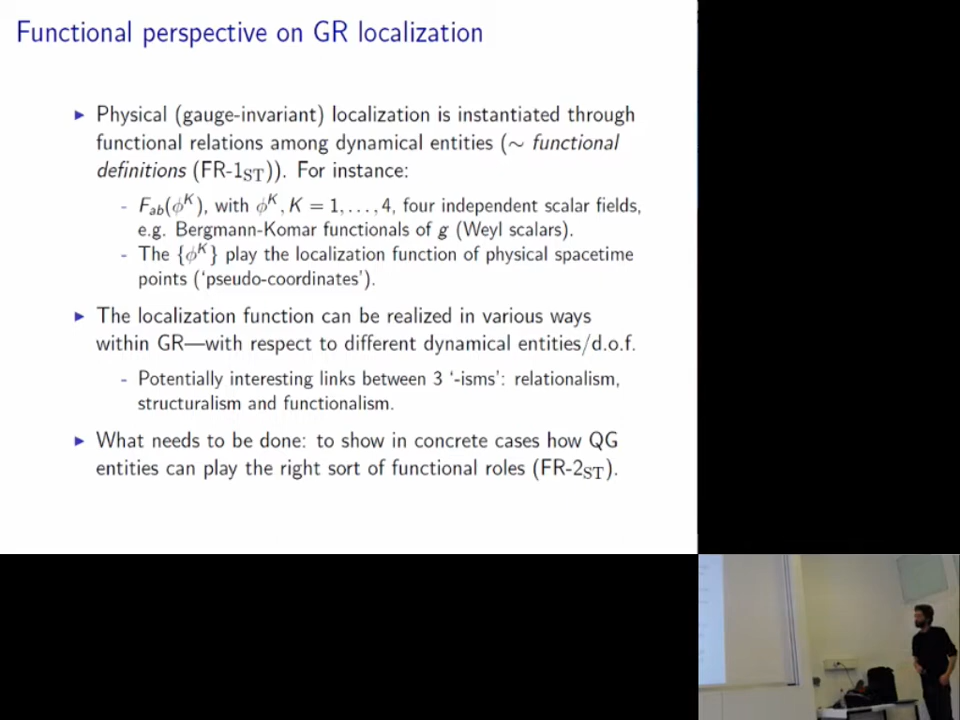 Functional perspective on GR localization
▶ Physical (gauge-invariant) localization is instantiated through
functional relations among dynamical entities (∼ functional
definitions (FR-1ST)). For instance:
- Fab(ϕK), with ϕK, K = 1, . . . , 4, four independent scalar fields,
e.g. Bergmann-Komar functionals of g (Weyl scalars).
- The {ϕK} play the localization function of physical spacetime
points (‘pseudo-coordinates’).
▶ The localization function can be realized in various ways
within GR—with respect to different dynamical entities/d.o.f.
- Potentially interesting links between 3 ‘-isms’: relationalism,
structuralism and functionalism.
▶ What needs to be done: to show in concrete cases how QG
entities can play the right sort of functional roles (FR-2ST).